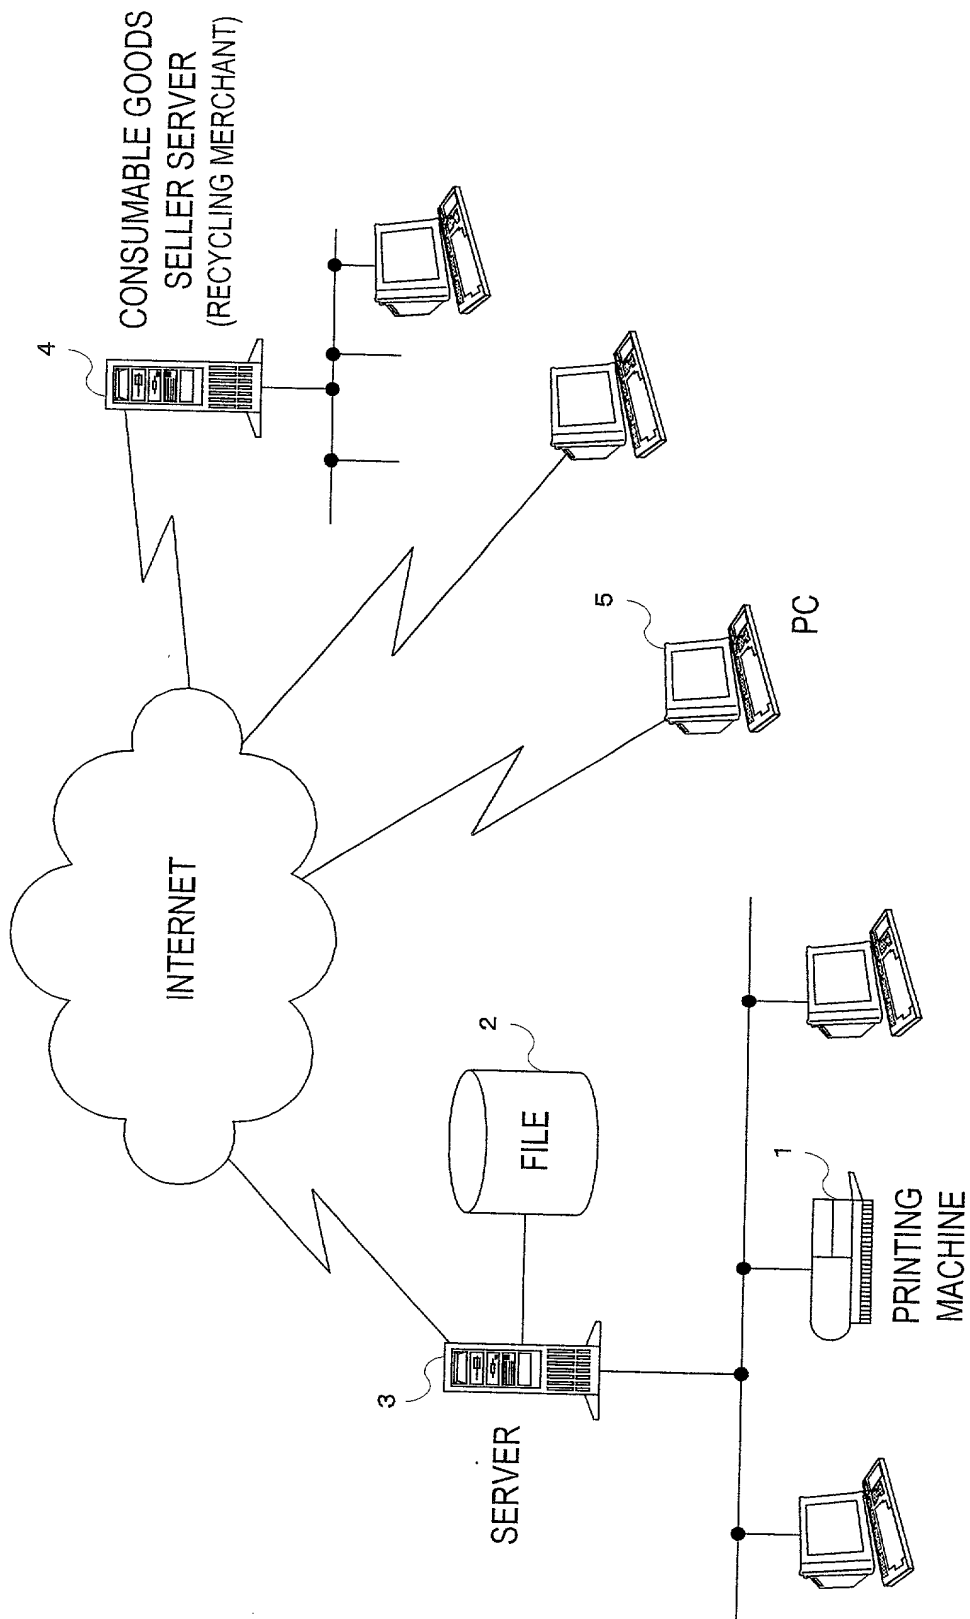 CONSUMABLE GOODS
SELLER SERVER
(RECYCLING MERCHANT)
4
INTERNET
5
PC
2
FILE
3
SERVER
1
PRINTING
MACHINE